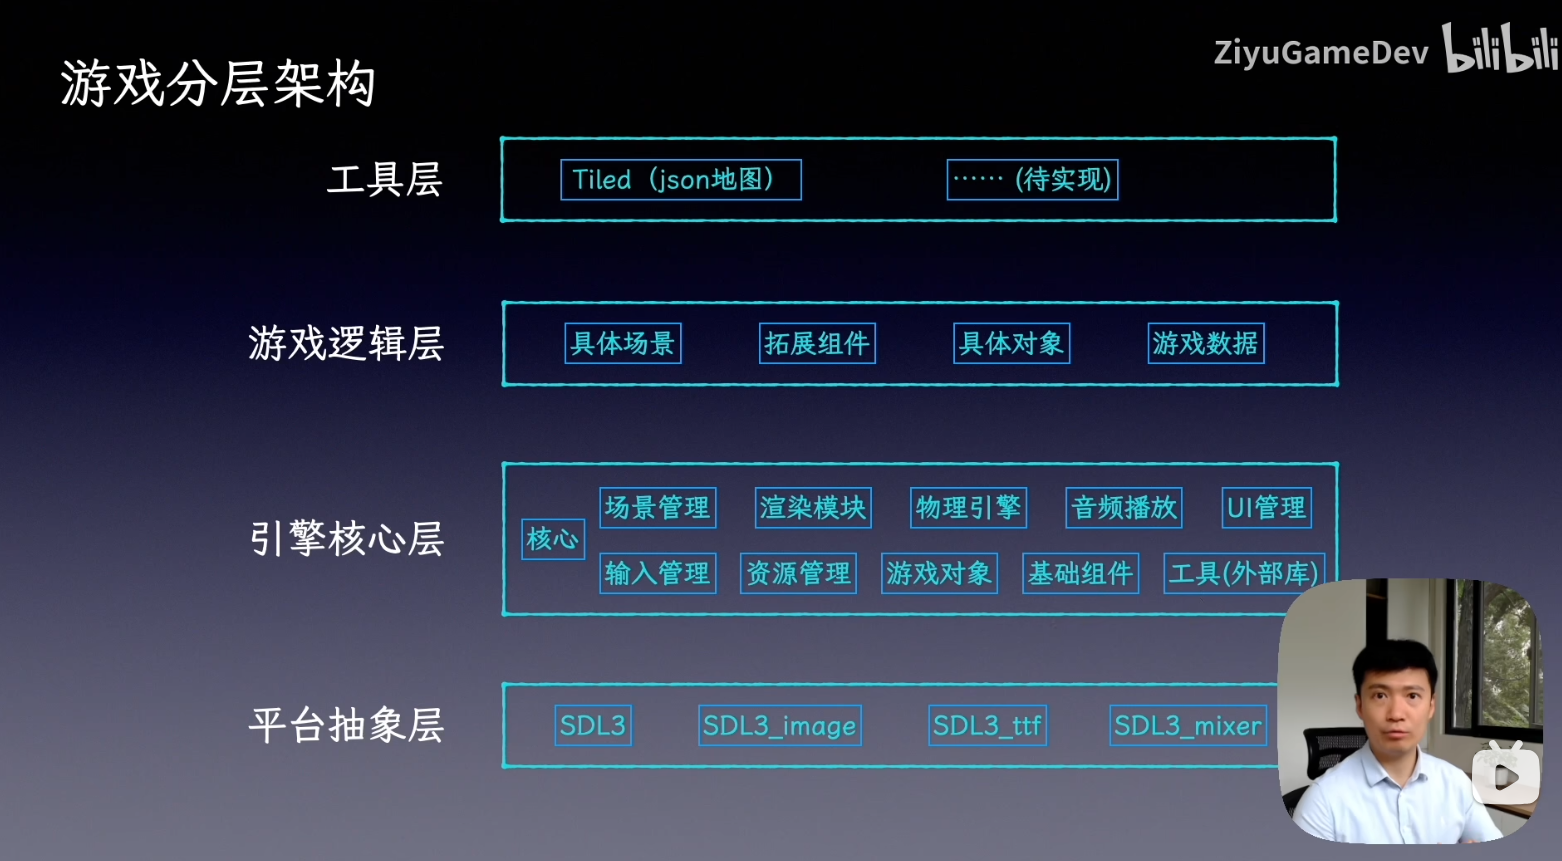 ZiyuGameDev bilibili
游戏分层架构
工具层
Tiled（json地图）
…… (待实现)
游戏逻辑层
具体场景
拓展组件
具体对象
游戏数据
引擎核心层
核心
场景管理
渲染模块
物理引擎
音频播放
UI管理
输入管理
资源管理
游戏对象
基础组件
工具(外部库)
平台抽象层
SDL3
SDL3_image
SDL3_ttf
SDL3_mixer